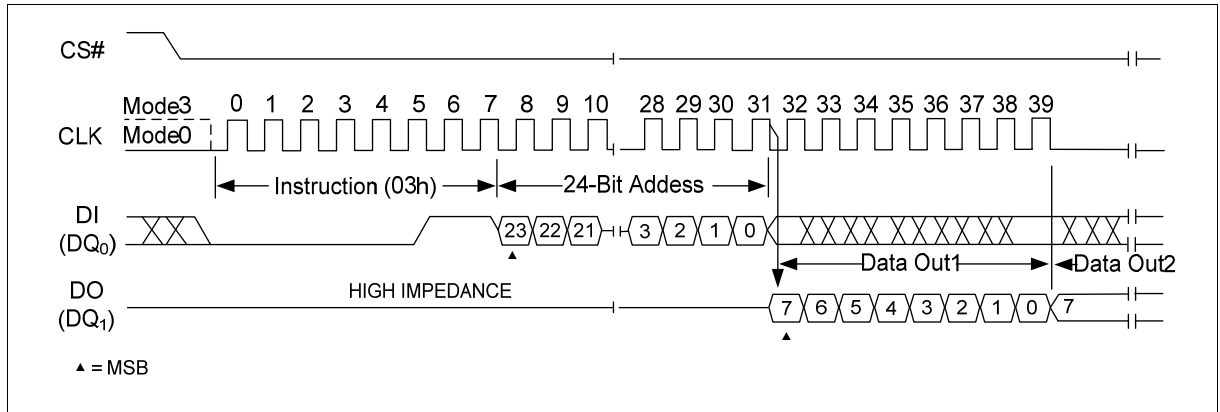 CS#
Mode3 0 1 2 3 4 5 6 7 8 9 10 28 29 30 31 32 33 34 35 36 37 38 39
CLK Mode0
Instruction (03h) 24-Bit Addess
DI
(DQ0) 23 22 21 3 2 1 0
Data Out1 Data Out2
DO HIGH IMPEDANCE
(DQ1) 7 6 5 4 3 2 1 0 7
▲ = MSB